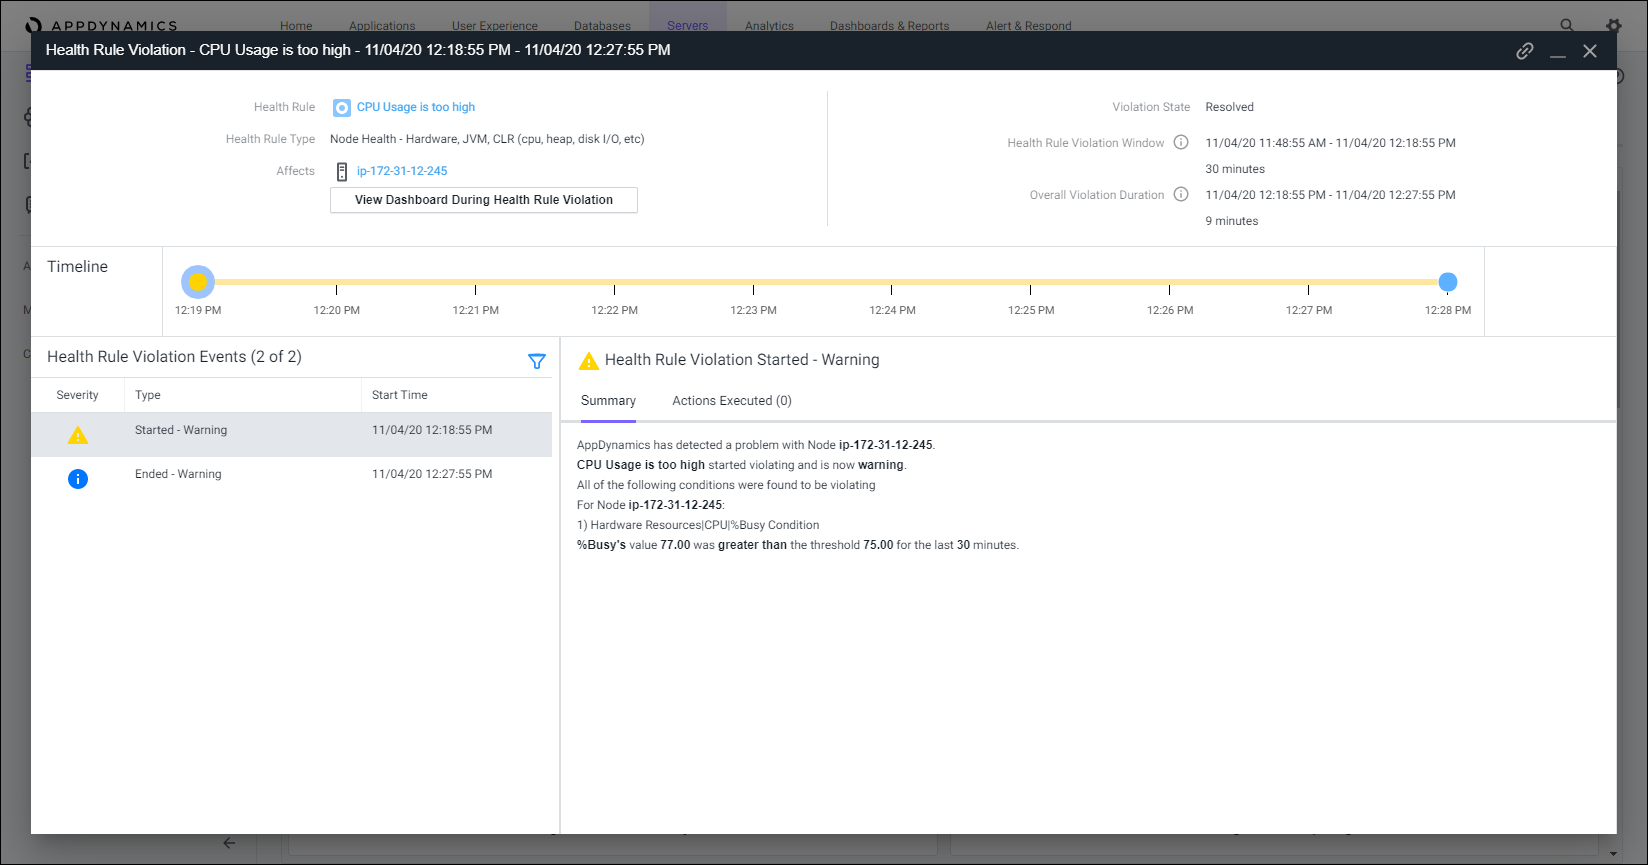 APPDYNAMICS
Home Applications User Experience Databases Servers Analytics Dashboards & Reports Alert & Respond
Health Rule Violation - CPU Usage is too high - 11/04/20 12:18:55 PM - 11/04/20 12:27:55 PM
Health Rule CPU Usage is too high
Health Rule Type Node Health - Hardware, JVM, CLR (cpu, heap, disk I/O, etc)
Affects ip-172-31-12-245
View Dashboard During Health Rule Violation
Violation State Resolved
Health Rule Violation Window 11/04/20 11:48:55 AM - 11/04/20 12:18:55 PM
30 minutes
Overall Violation Duration 11/04/20 12:18:55 PM - 11/04/20 12:27:55 PM
9 minutes
Timeline
12:19 PM 12:20 PM 12:21 PM 12:22 PM 12:23 PM 12:24 PM 12:25 PM 12:26 PM 12:27 PM 12:28 PM
Health Rule Violation Events (2 of 2)
Severity Type Start Time
Started - Warning 11/04/20 12:18:55 PM
Ended - Warning 11/04/20 12:27:55 PM
Health Rule Violation Started - Warning
Summary Actions Executed (0)
AppDynamics has detected a problem with Node ip-172-31-12-245.
CPU Usage is too high started violating and is now warning.
All of the following conditions were found to be violating
For Node ip-172-31-12-245:
1) Hardware Resources|CPU|%Busy Condition
%Busy's value 77.00 was greater than the threshold 75.00 for the last 30 minutes.